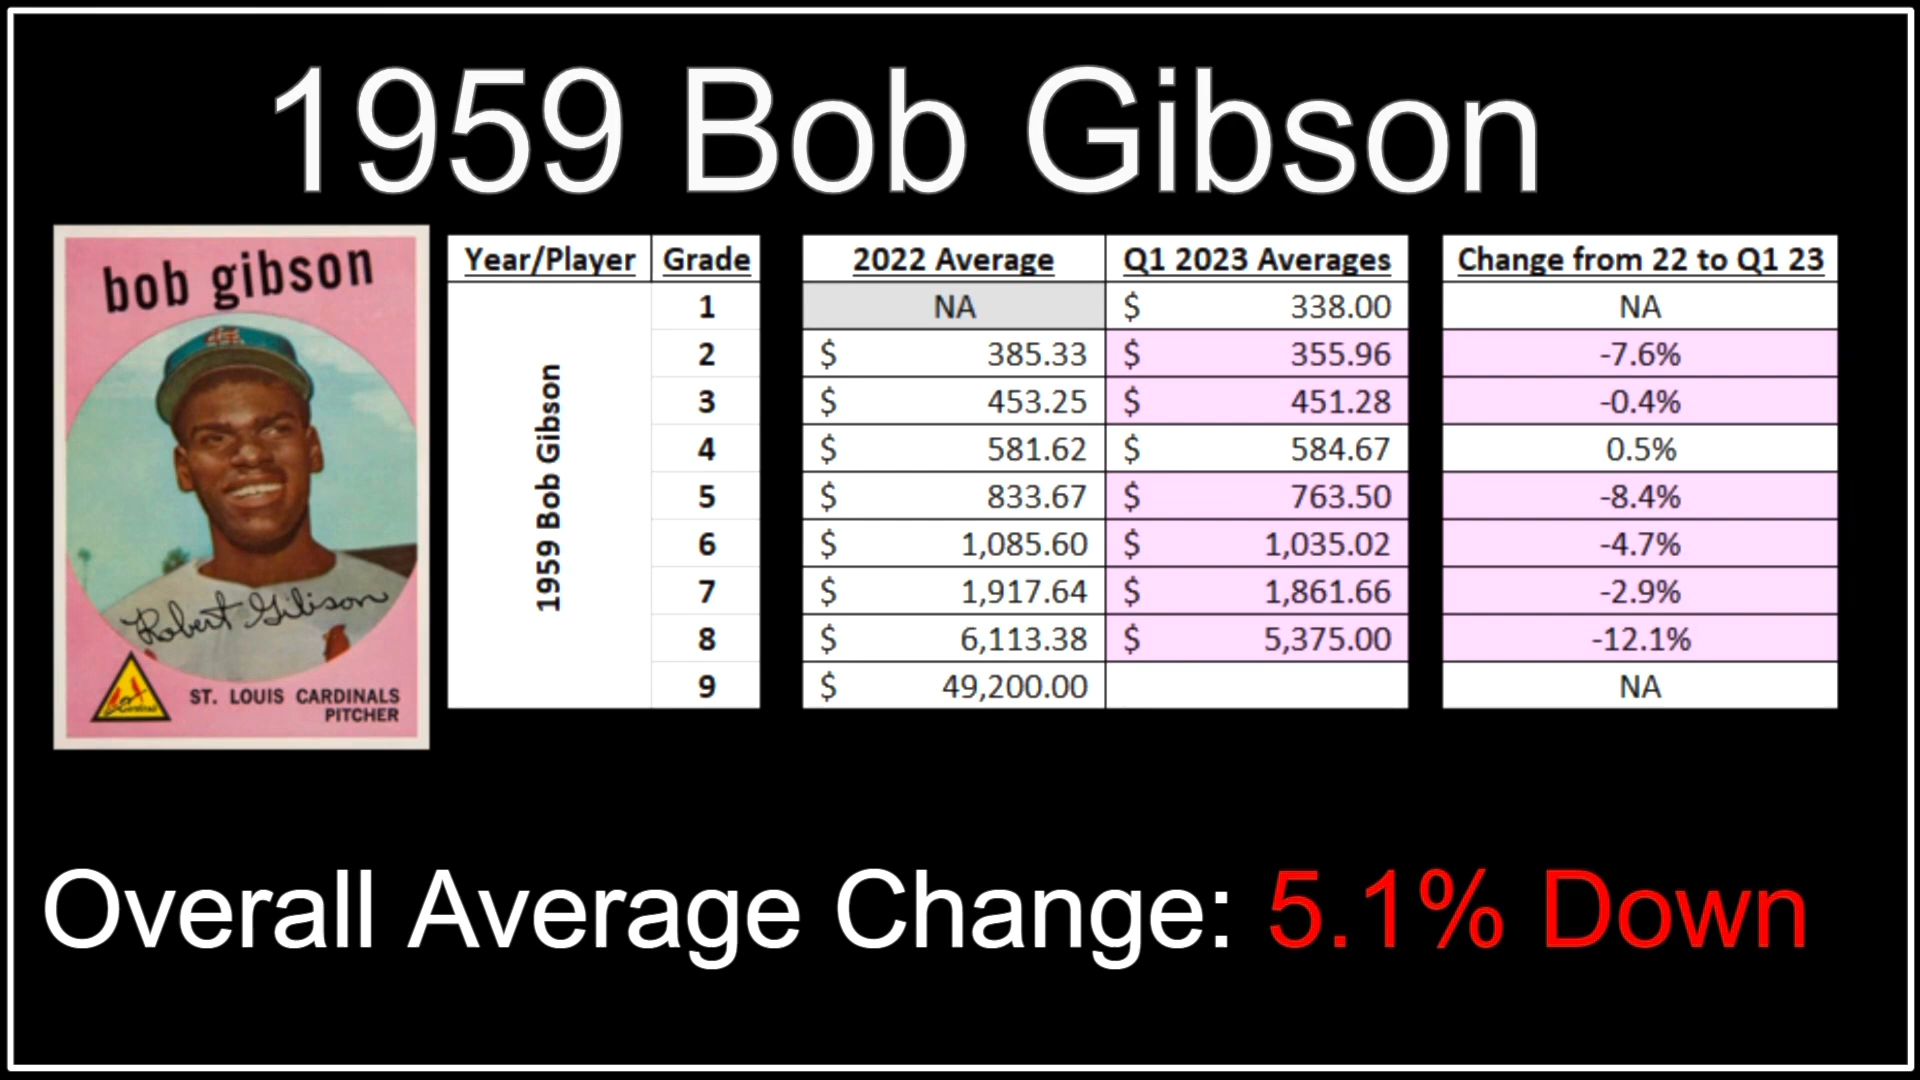 1959 Bob Gibson
bob gibson
Robert Gibson
Cardinals
ST. LOUIS CARDINALS
PITCHER
Year/Player Grade 2022 Average Q1 2023 Averages Change from 22 to Q1 23
1959 Bob Gibson
1 NA $ 338.00 NA
2 $ 385.33 $ 355.96 -7.6%
3 $ 453.25 $ 451.28 -0.4%
4 $ 581.62 $ 584.67 0.5%
5 $ 833.67 $ 763.50 -8.4%
6 $ 1,085.60 $ 1,035.02 -4.7%
7 $ 1,917.64 $ 1,861.66 -2.9%
8 $ 6,113.38 $ 5,375.00 -12.1%
9 $ 49,200.00 NA
Overall Average Change: 5.1% Down